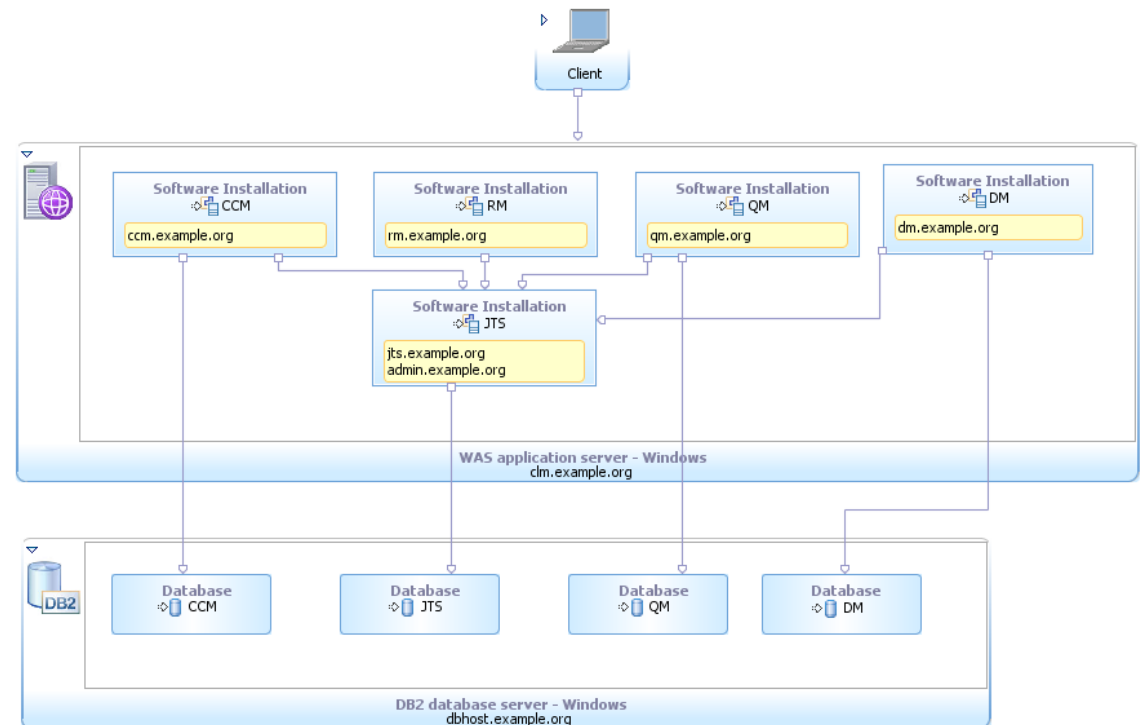 Client
Software Installation
CCM
ccm.example.org
Software Installation
RM
rm.example.org
Software Installation
QM
qm.example.org
Software Installation
DM
dm.example.org
Software Installation
JTS
jts.example.org
admin.example.org
WAS application server - Windows
clm.example.org
DB2
Database
CCM
Database
JTS
Database
QM
Database
DM
DB2 database server - Windows
dbhost.example.org